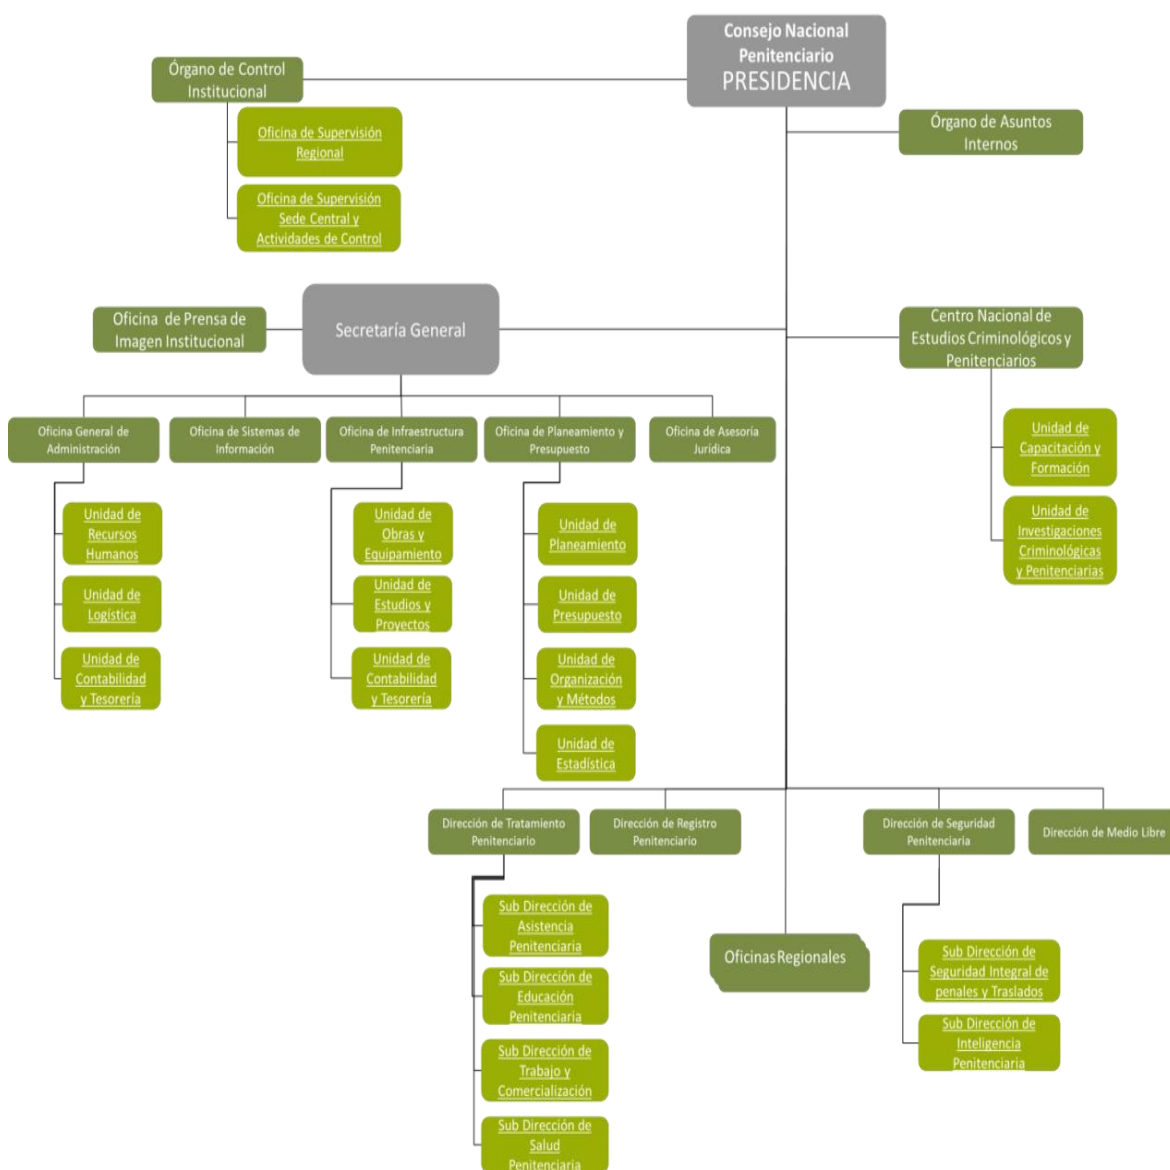 Consejo Nacional
Penitenciario
PRESIDENCIA
Órgano de Control
Institucional
Oficina de Supervisión
Regional
Oficina de Supervisión
Sede Central y
Actividades de Control
Órgano de Asuntos
Internos
Oficina de Prensa de
Imagen Institucional
Secretaría General
Centro Nacional de
Estudios Criminológicos y
Penitenciarios
Unidad de
Capacitación y
Formación
Unidad de
Investigaciones
Criminológicas
y Penitenciarias
Oficina General de
Administración
Oficina de Sistemas de
Información
Oficina de Infraestructura
Penitenciaria
Oficina de Planeamiento y
Presupuesto
Oficina de Asesoría
Jurídica
Unidad de
Recursos
Humanos
Unidad de
Logística
Unidad de
Contabilidad
y Tesorería
Unidad de
Obras y
Equipamiento
Unidad de
Estudios y
Proyectos
Unidad de
Contabilidad
y Tesorería
Unidad de
Planeamiento
Unidad de
Presupuesto
Unidad de
Organización
y Métodos
Unidad de
Estadística
Dirección de Tratamiento
Penitenciario
Dirección de Registro
Penitenciario
Dirección de Seguridad
Penitenciaria
Dirección de Medio Libre
Sub Dirección de
Asistencia
Penitenciaria
Sub Dirección de
Educación
Penitenciaria
Sub Dirección de
Trabajo y
Comercialización
Sub Dirección de
Salud
Penitenciaria
Oficinas Regionales
Sub Dirección de
Seguridad Integral de
penales y Traslados
Sub Dirección de
Inteligencia
Penitenciaria